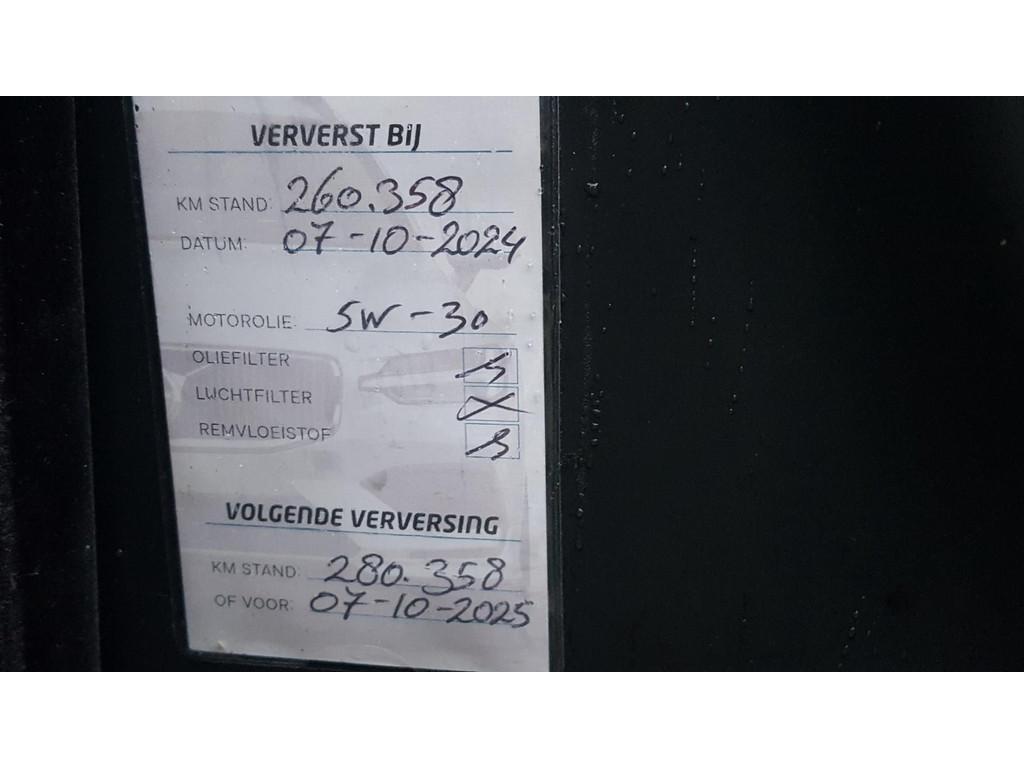 VERVERST BIJ
KM STAND: 260.358
DATUM: 07-10-2024
MOTOROLIE: 5W-30
OLIEFILTER
LUCHTFILTER
REMVLOEISTOF
VOLGENDE VERVERSING
KM STAND: 280.358
OF VOOR: 07-10-2025